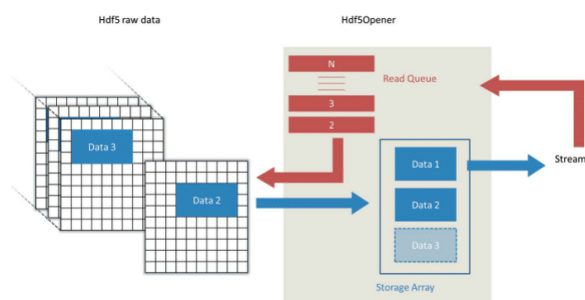 Hdf5 raw data
Hdf5Opener
N
Read Queue
3
2
Data 3
Data 2
Data 1
Data 2
Data 3
Stream
Storage Array